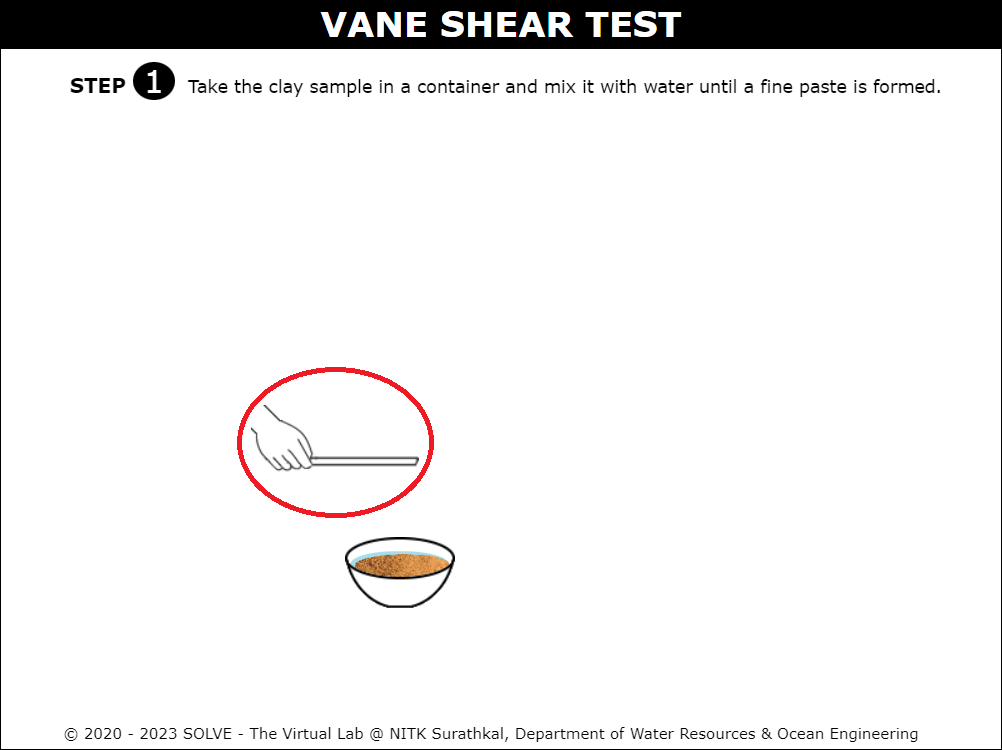 VANE SHEAR TEST
STEP 1 Take the clay sample in a container and mix it with water until a fine paste is formed.
© 2020 - 2023 SOLVE - The Virtual Lab @ NITK Surathkal, Department of Water Resources & Ocean Engineering